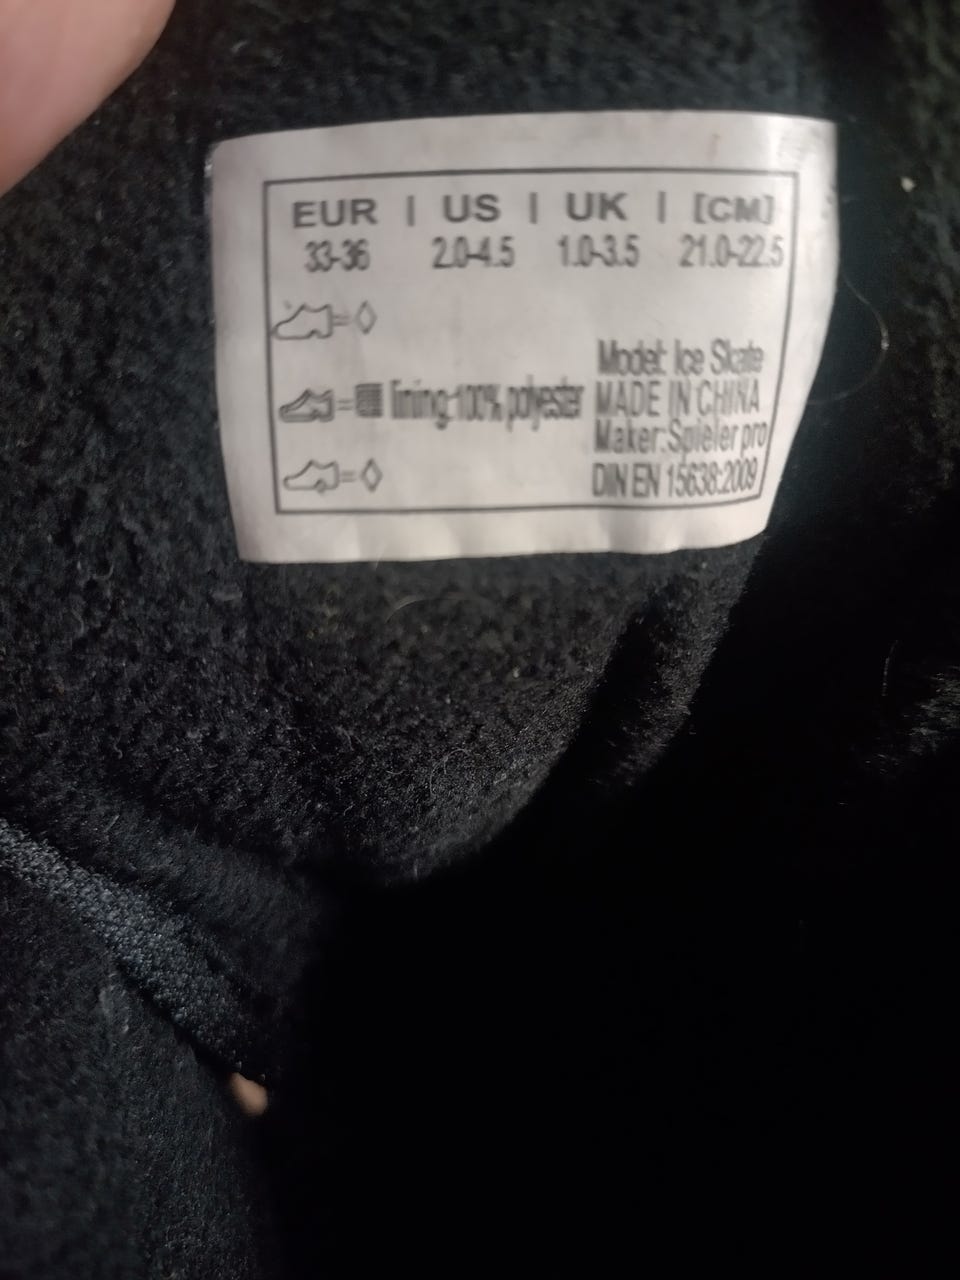 EUR | US | UK | [CM]
33-36 2.0-4.5 1.0-3.5 21.0-22.5
Model: Ice Skate
lining:100% polyester MADE IN CHINA
Maker:Spieler pro
DIN EN 15638:2009